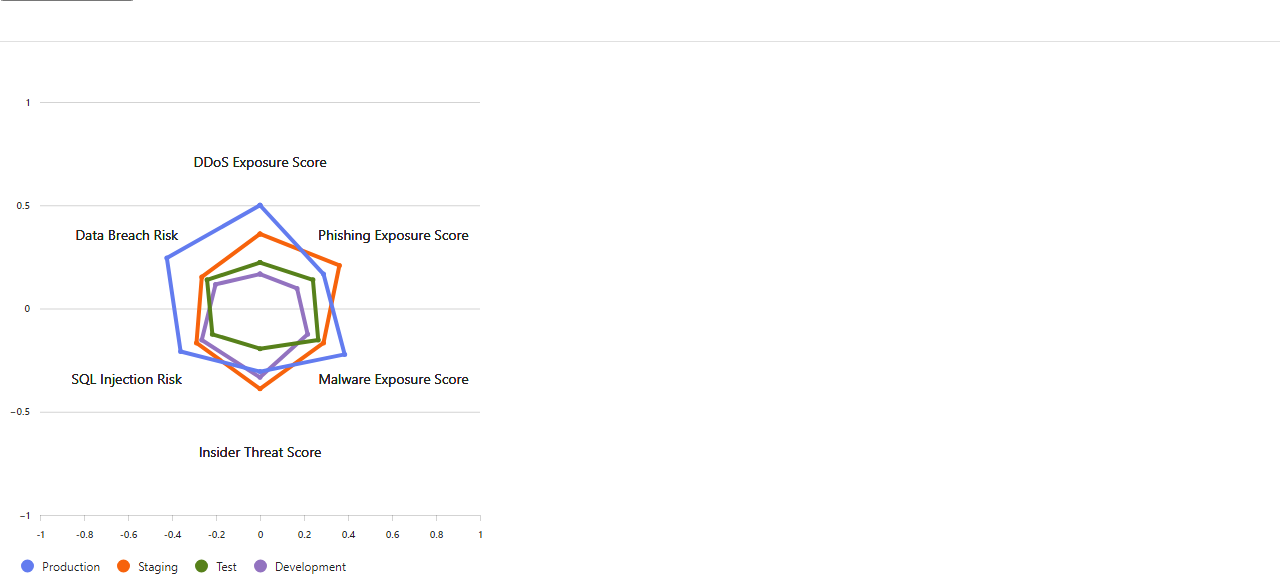 1
DDoS Exposure Score
0.5
Data Breach Risk
Phishing Exposure Score
0
SQL Injection Risk
Malware Exposure Score
−0.5
Insider Threat Score
−1
-1 -0.8 -0.6 -0.4 -0.2 0 0.2 0.4 0.6 0.8 1
Production Staging Test Development